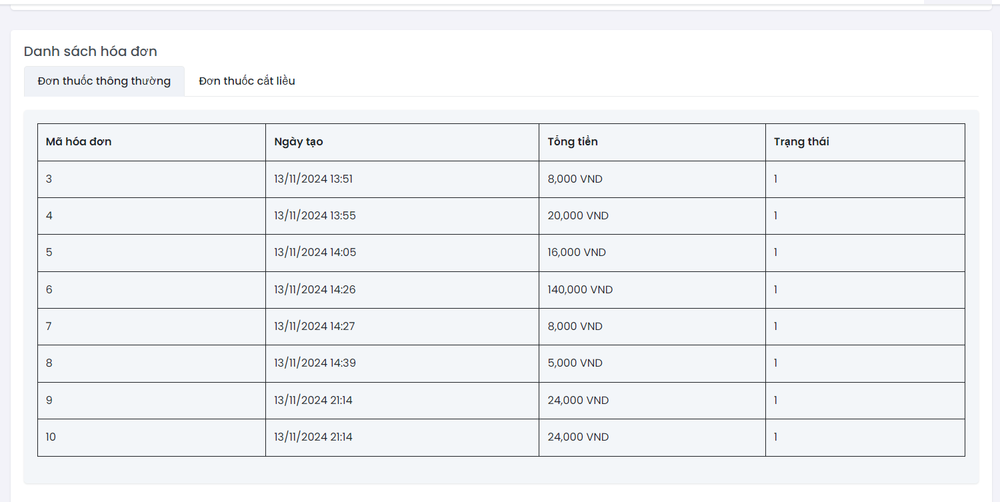 Danh sách hóa đơn
Đơn thuốc thông thường Đơn thuốc cắt liều
Mã hóa đơn Ngày tạo Tổng tiền Trạng thái
3 13/11/2024 13:51 8,000 VND 1
4 13/11/2024 13:55 20,000 VND 1
5 13/11/2024 14:05 16,000 VND 1
6 13/11/2024 14:26 140,000 VND 1
7 13/11/2024 14:27 8,000 VND 1
8 13/11/2024 14:39 5,000 VND 1
9 13/11/2024 21:14 24,000 VND 1
10 13/11/2024 21:14 24,000 VND 1